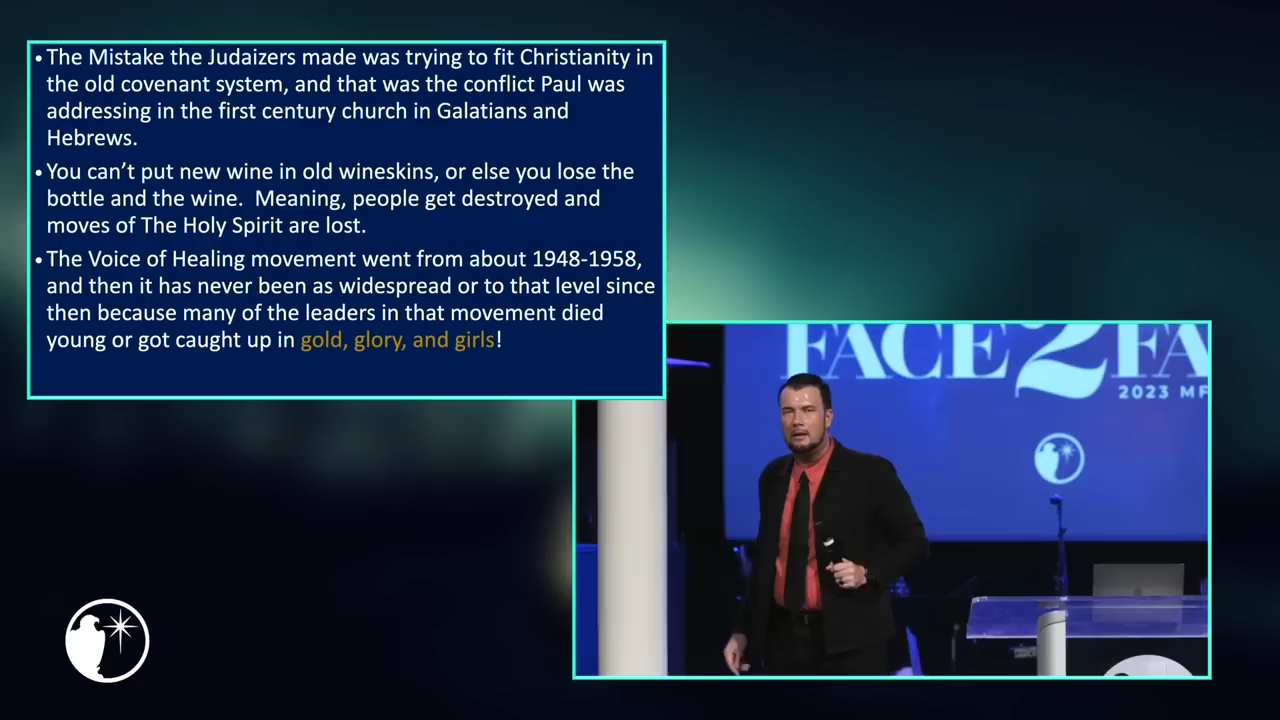 • The Mistake the Judaizers made was trying to fit Christianity in
the old covenant system, and that was the conflict Paul was
addressing in the first century church in Galatians and
Hebrews.
• You can’t put new wine in old wineskins, or else you lose the
bottle and the wine.  Meaning, people get destroyed and
moves of The Holy Spirit are lost.
• The Voice of Healing movement went from about 1948-1958,
and then it has never been as widespread or to that level since
then because many of the leaders in that movement died
young or got caught up in gold, glory, and girls!
FACE 2 FA
2023 MF